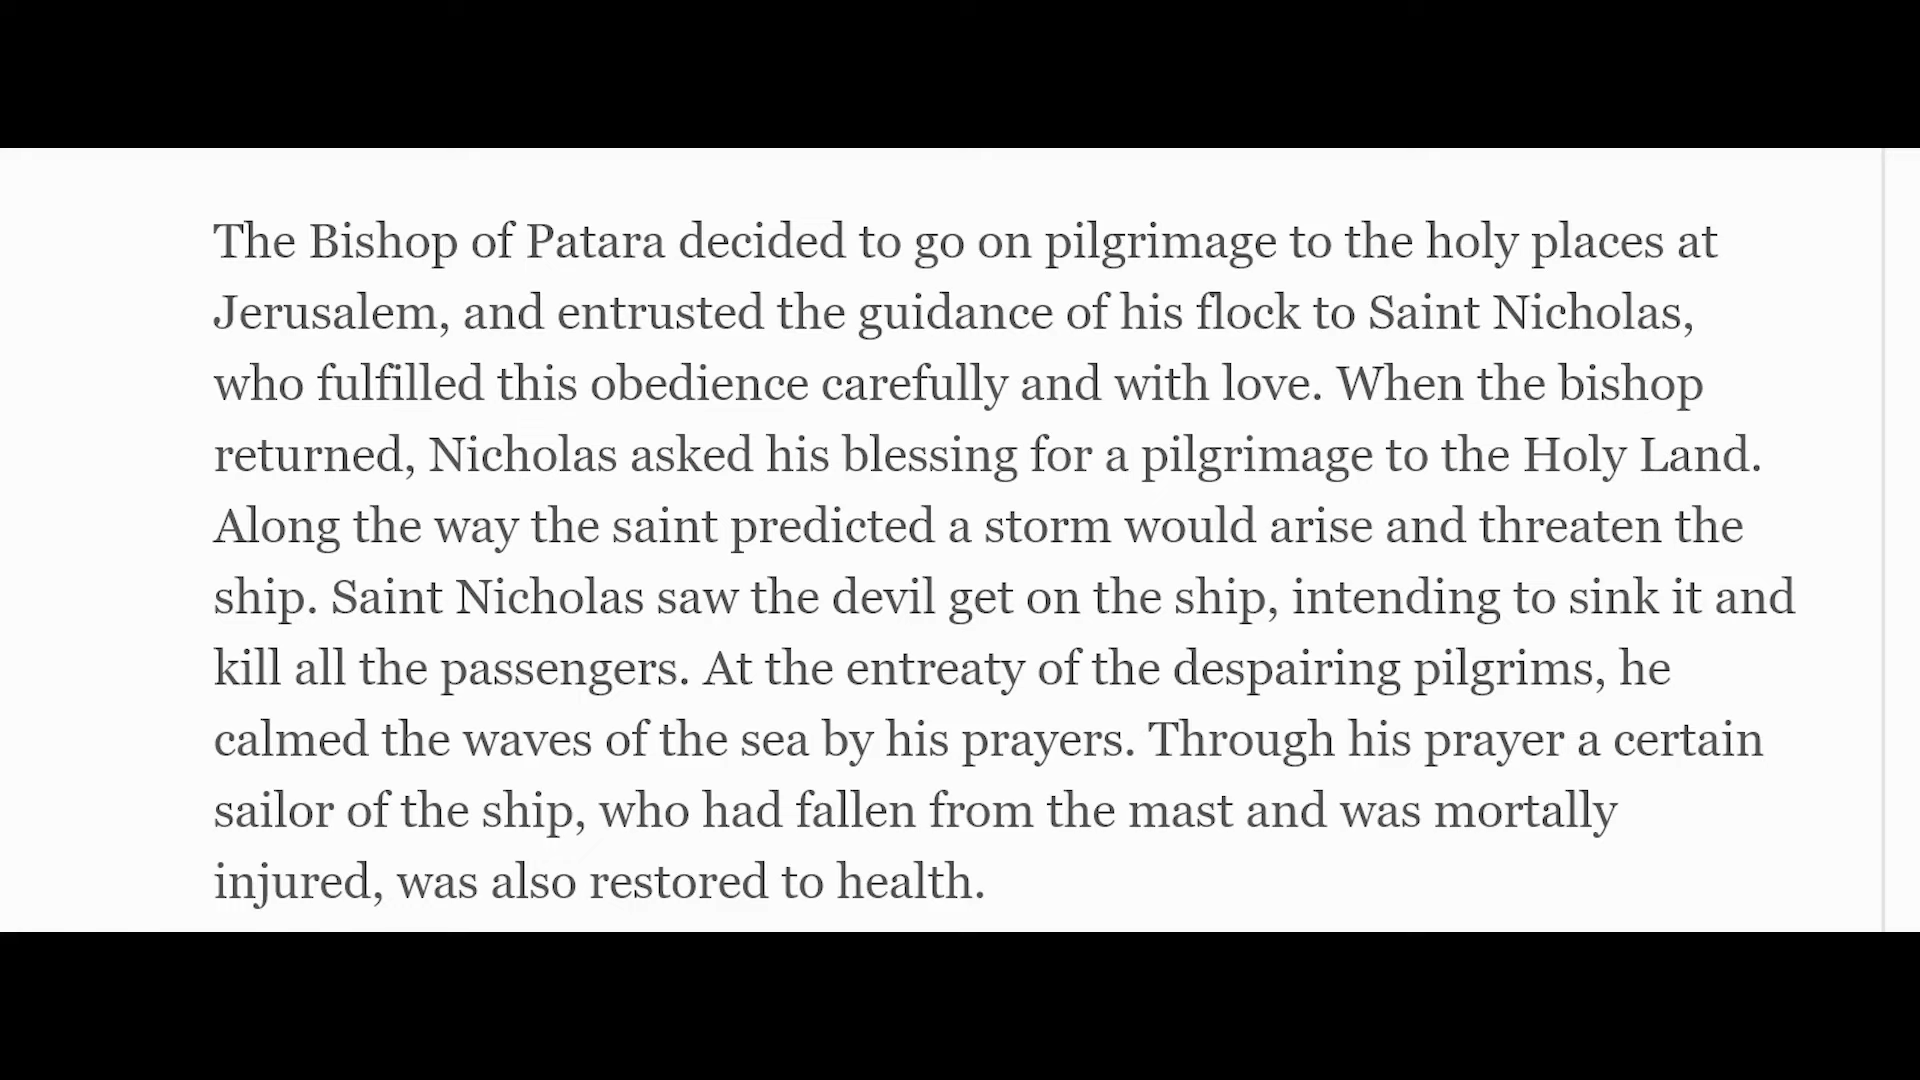 The Bishop of Patara decided to go on pilgrimage to the holy places at
Jerusalem, and entrusted the guidance of his flock to Saint Nicholas,
who fulfilled this obedience carefully and with love. When the bishop
returned, Nicholas asked his blessing for a pilgrimage to the Holy Land.
Along the way the saint predicted a storm would arise and threaten the
ship. Saint Nicholas saw the devil get on the ship, intending to sink it and
kill all the passengers. At the entreaty of the despairing pilgrims, he
calmed the waves of the sea by his prayers. Through his prayer a certain
sailor of the ship, who had fallen from the mast and was mortally
injured, was also restored to health.